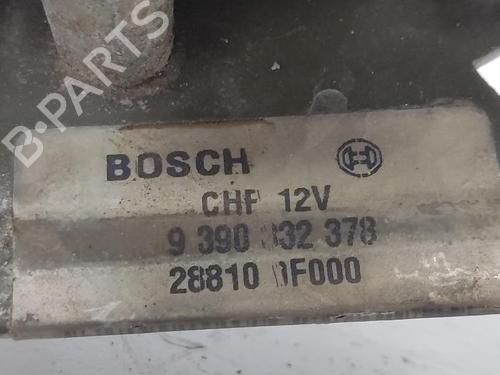 B-PARTS
BOSCH
CHF 12V
9 390 332 378
28810 0F000